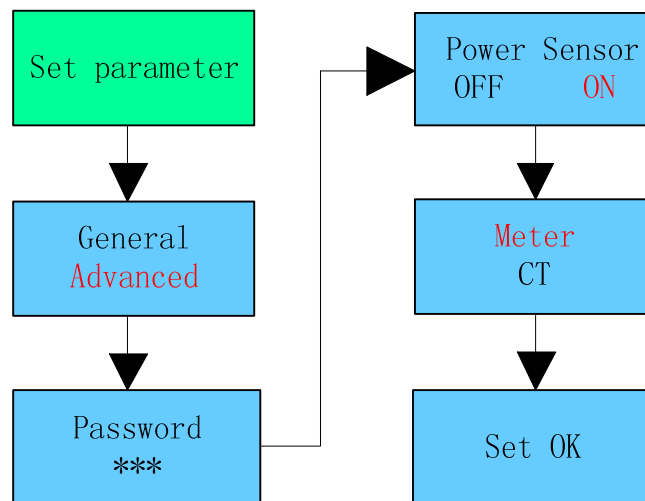 Set parameter
General
Advanced
Password
***
Power Sensor
OFF ON
Meter
CT
Set OK